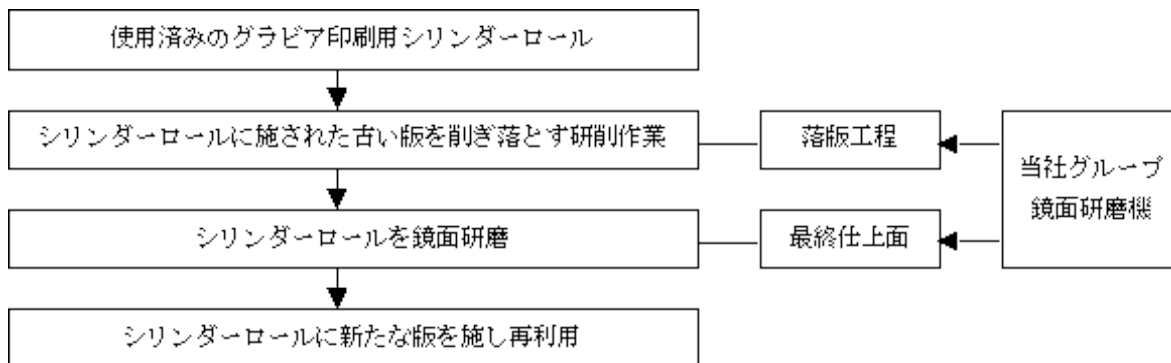 使用済みのグラビア印刷用シリンダーロール
シリンダーロールに施された古い版を削ぎ落とす研削作業
落版工程
当社グループ
鏡面研磨機
シリンダーロールを鏡面研磨
最終仕上面
シリンダーロールに新たな版を施し再利用